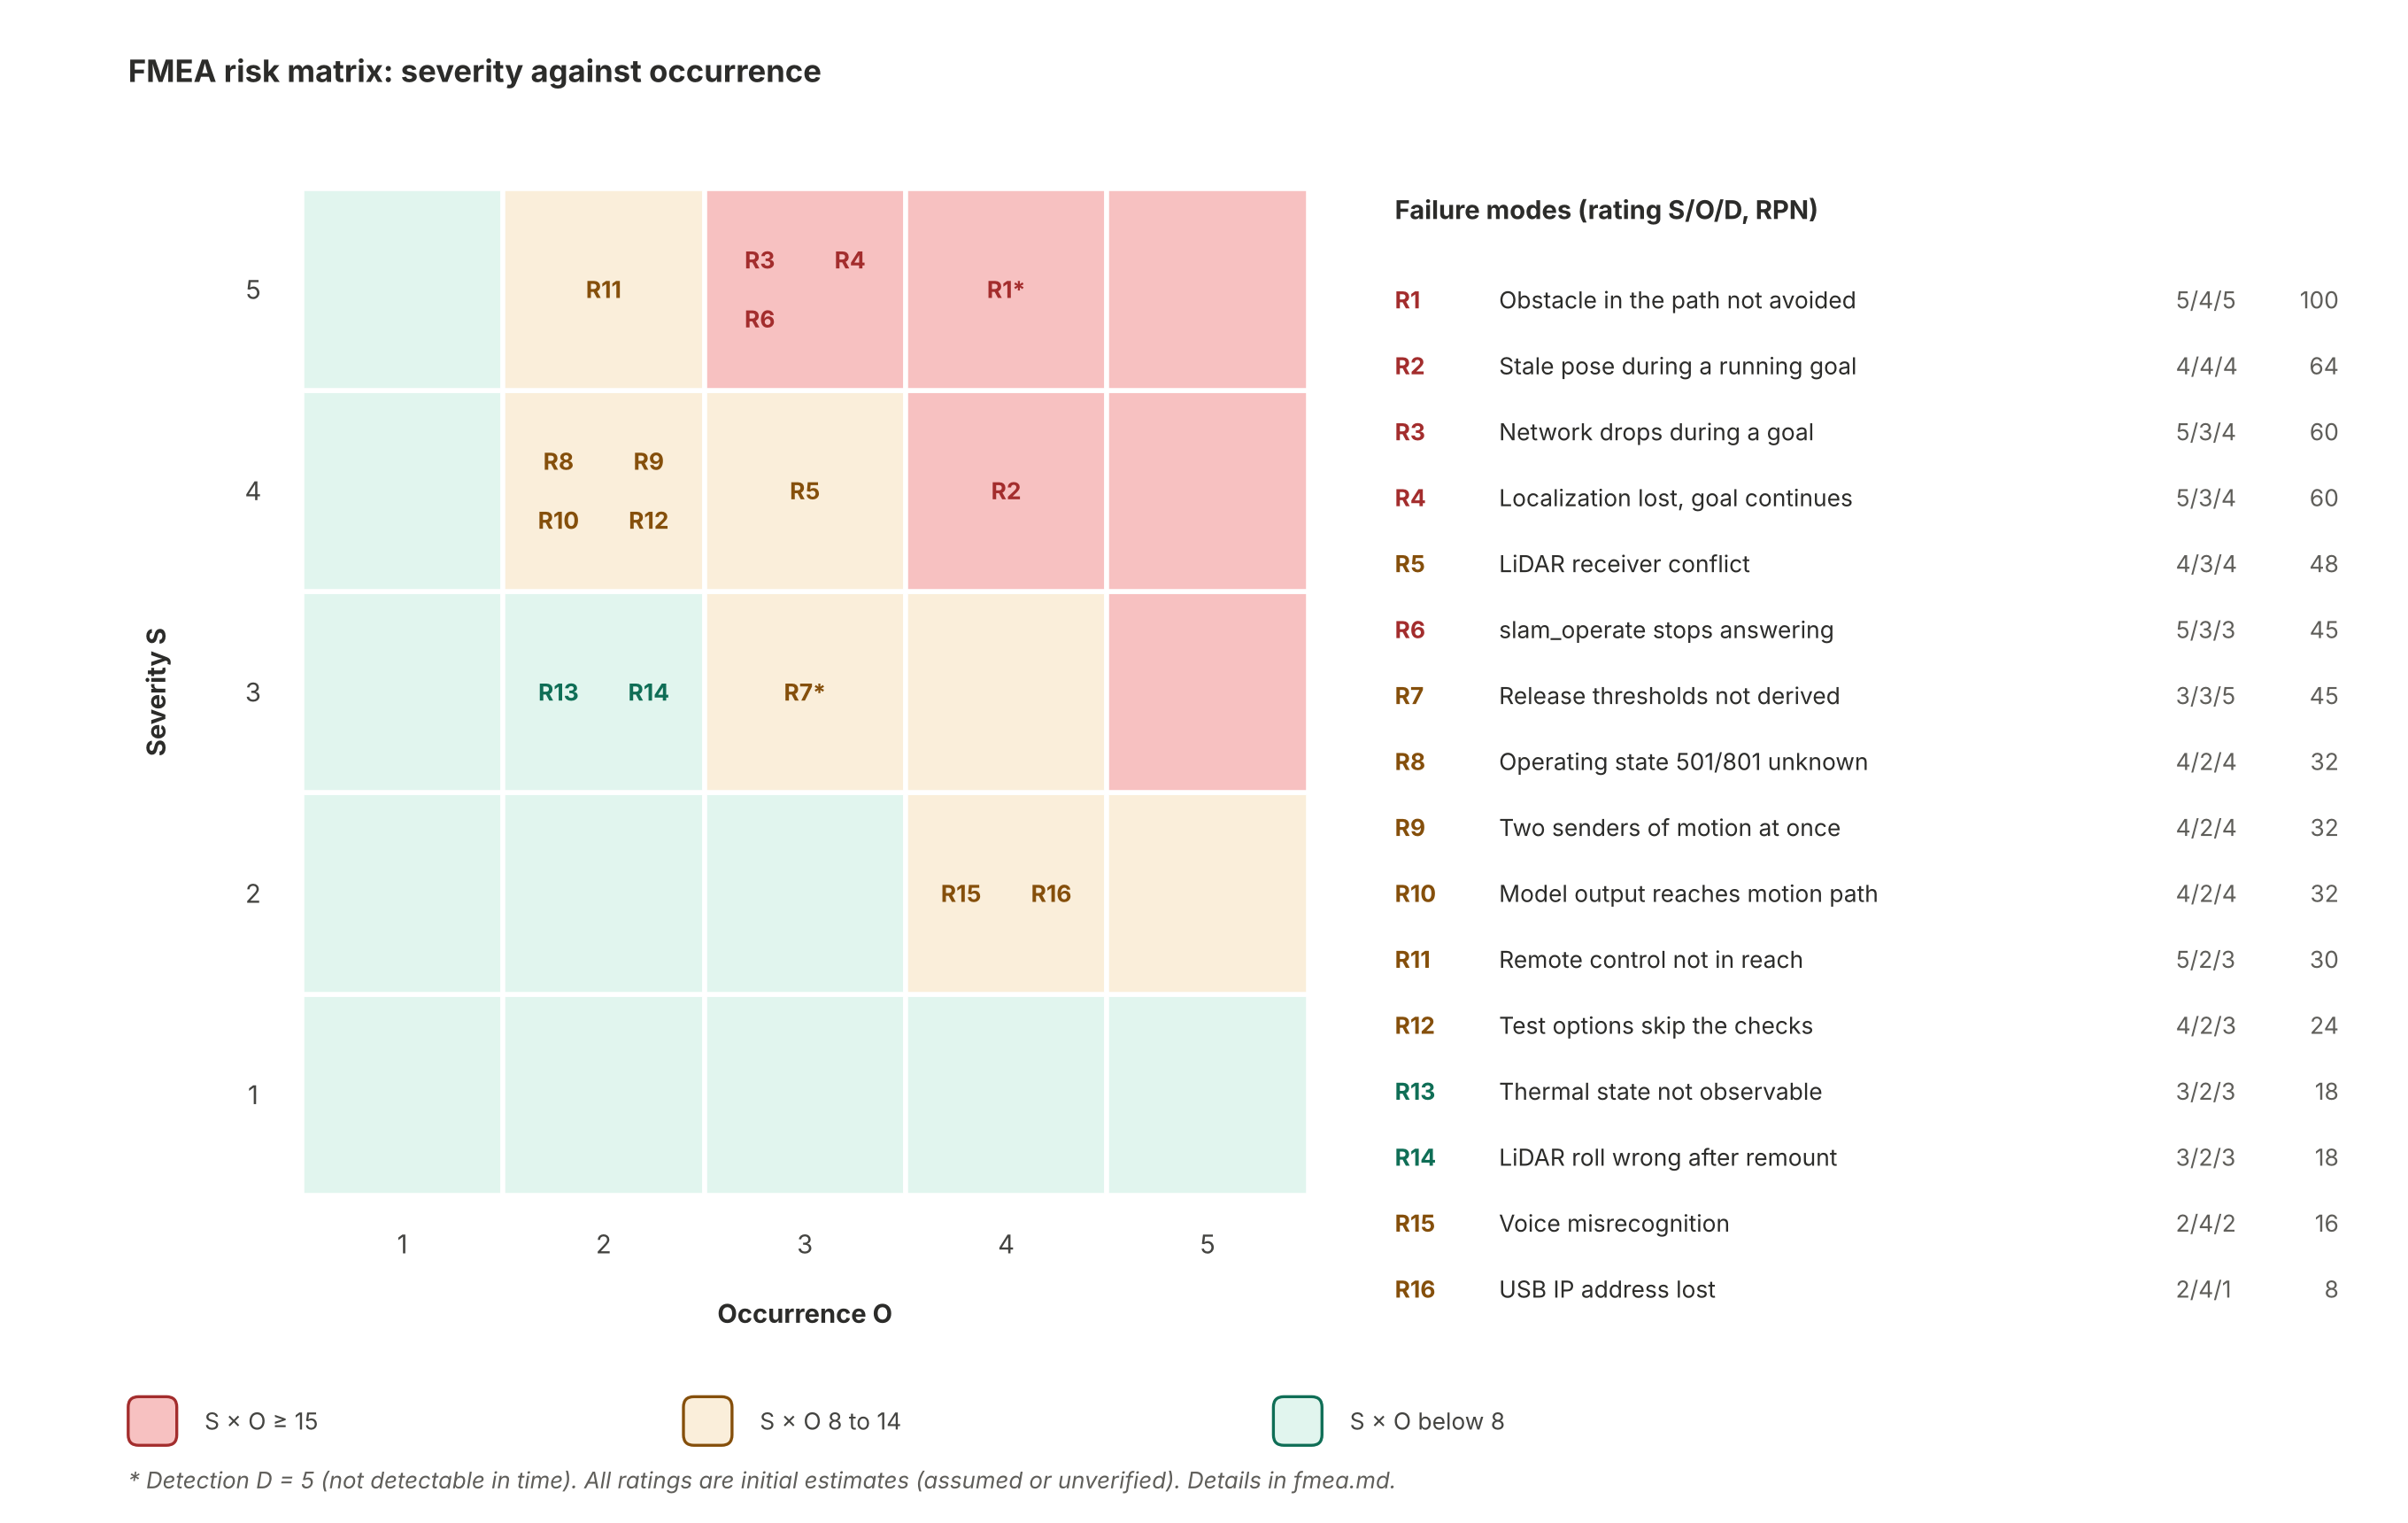 FMEA risk matrix: severity against occurrence
Severity S
5
R11
R3 R4
R6
R1*
4
R8 R9
R10 R12
R5
R2
3
R13 R14
R7*
2
R15 R16
1
1 2 3 4 5
Occurrence O
Failure modes (rating S/O/D, RPN)
R1 Obstacle in the path not avoided 5/4/5 100
R2 Stale pose during a running goal 4/4/4 64
R3 Network drops during a goal 5/3/4 60
R4 Localization lost, goal continues 5/3/4 60
R5 LiDAR receiver conflict 4/3/4 48
R6 slam_operate stops answering 5/3/3 45
R7 Release thresholds not derived 3/3/5 45
R8 Operating state 501/801 unknown 4/2/4 32
R9 Two senders of motion at once 4/2/4 32
R10 Model output reaches motion path 4/2/4 32
R11 Remote control not in reach 5/2/3 30
R12 Test options skip the checks 4/2/3 24
R13 Thermal state not observable 3/2/3 18
R14 LiDAR roll wrong after remount 3/2/3 18
R15 Voice misrecognition 2/4/2 16
R16 USB IP address lost 2/4/1 8
S × O ≥ 15
S × O 8 to 14
S × O below 8
* Detection D = 5 (not detectable in time). All ratings are initial estimates (assumed or unverified). Details in fmea.md.